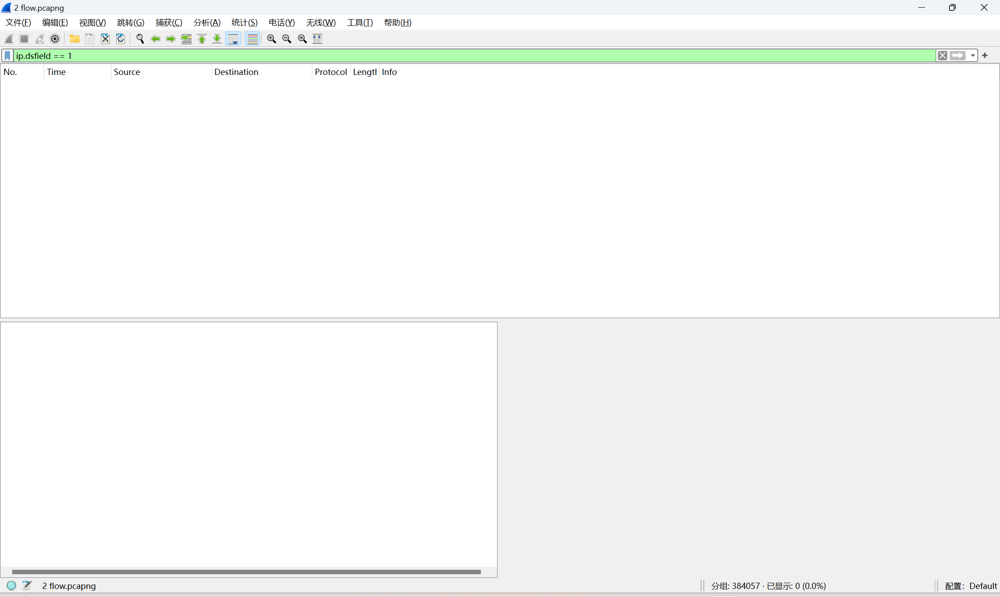 2 flow.pcapng
文件(F) 编辑(E) 视图(V) 跳转(G) 捕获(C) 分析(A) 统计(S) 电话(Y) 无线(W) 工具(T) 帮助(H)
ip.dsfield == 1
No. Time Source Destination Protocol Length Info
2 flow.pcapng 分组: 384057 · 已显示: 0 (0.0%) 配置: Default